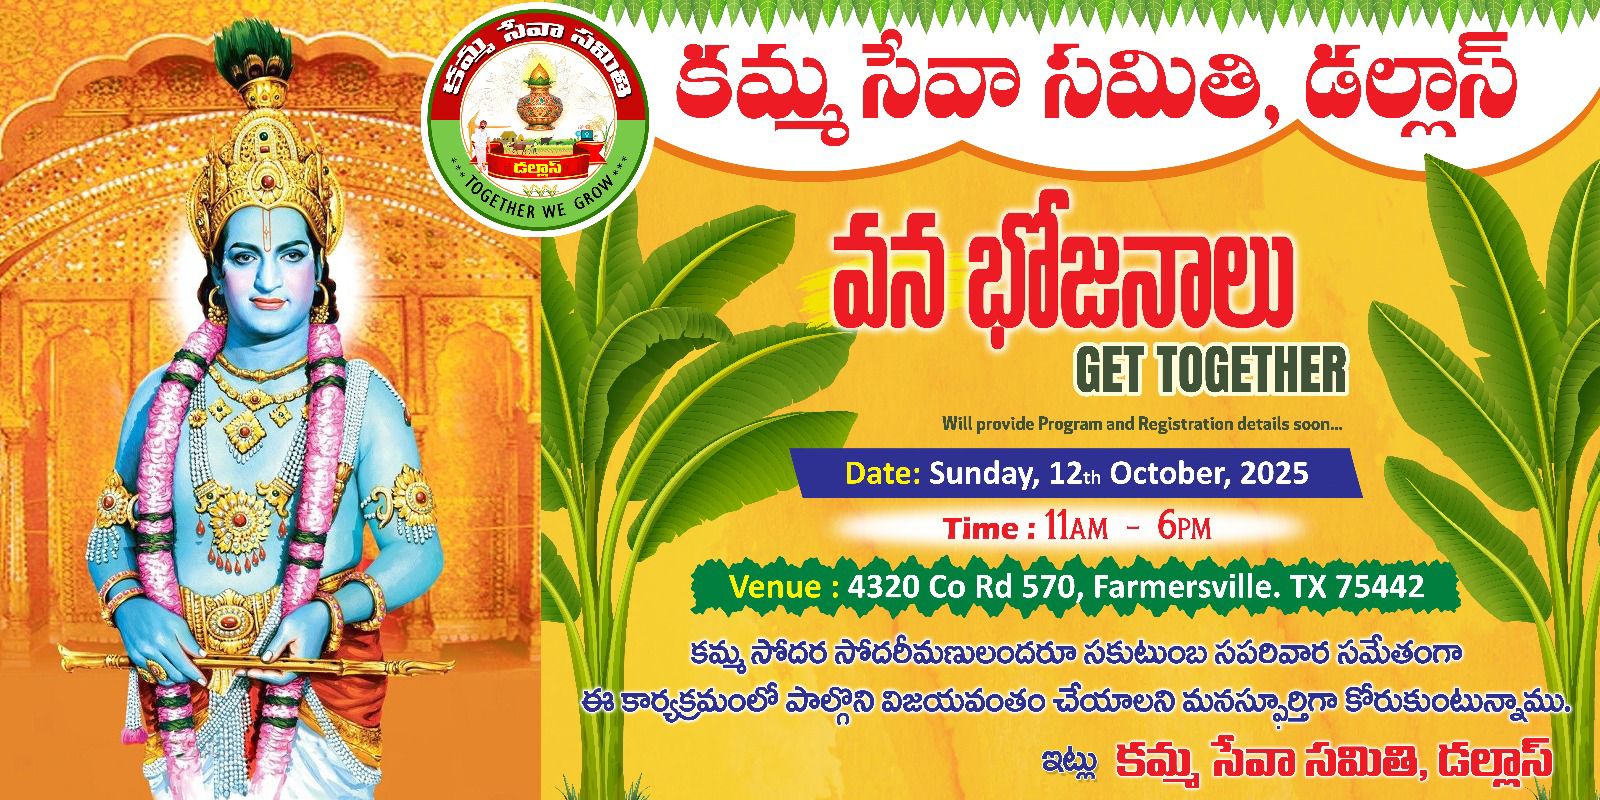 కమ్మ సేవా సమితి
డల్లాస్
*** TOGETHER WE GROW ***
కమ్మ సేవా సమితి, డల్లాస్
వన భోజనాలు
GET TOGETHER
Will provide Program and Registration details soon...
Date: Sunday, 12th October, 2025
Time : 11AM - 6PM
Venue : 4320 Co Rd 570, Farmersville. TX 75442
కమ్మ సోదర సోదరీమణులందరూ సకుటుంబ సపరివార సమేతంగా
ఈ కార్యక్రమంలో పాల్గొని విజయవంతం చేయాలని మనస్ఫూర్తిగా కోరుకుంటున్నాము.
ఇట్లు కమ్మ సేవా సమితి, డల్లాస్